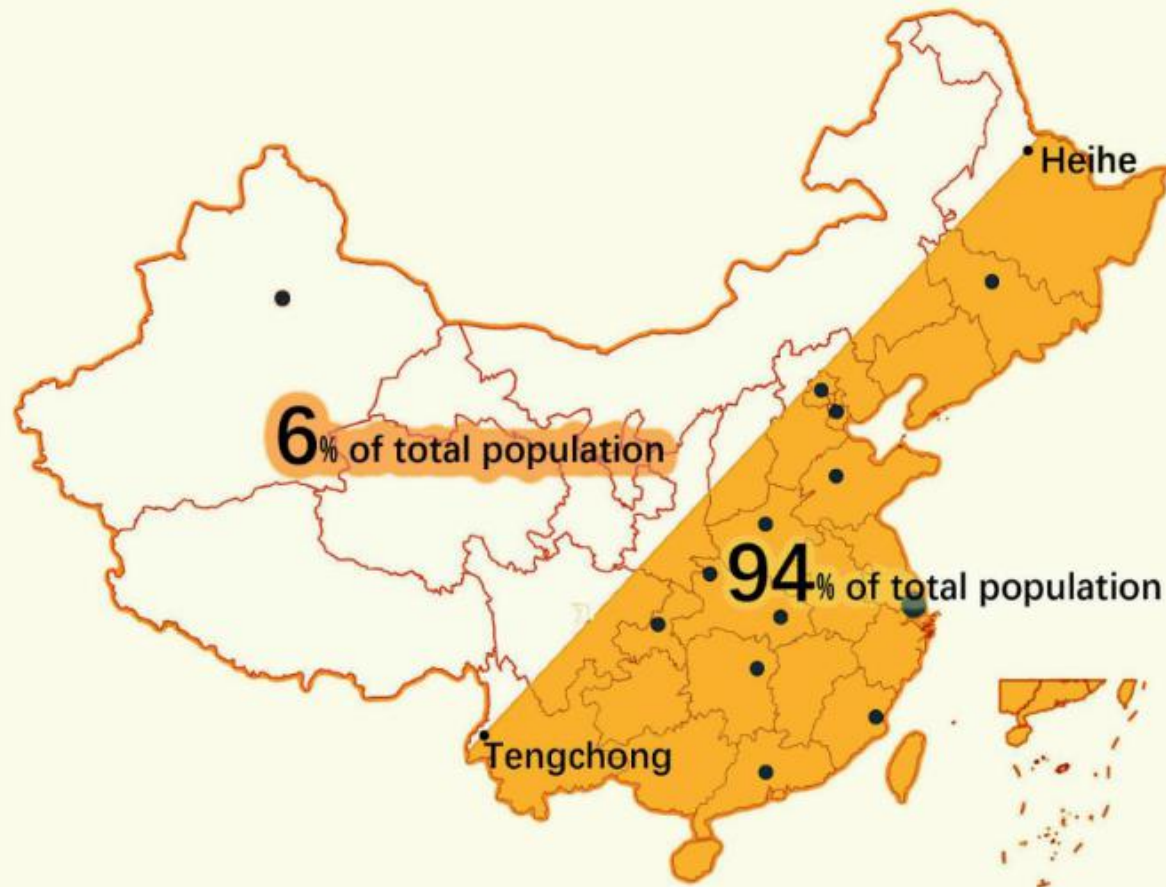 Heihe
6% of total population
94% of total population
Tengchong